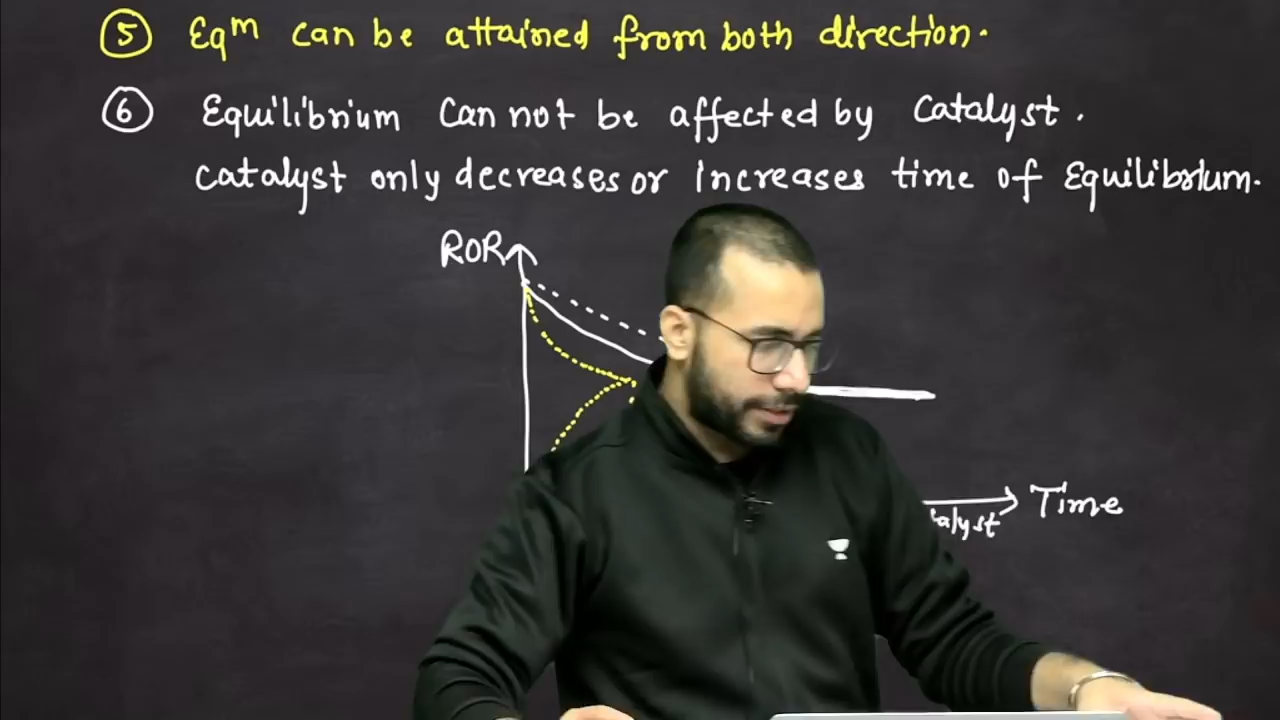 ⑤ Eqᵐ can be attained from both direction.
⑥ Equilibrium Can not be affected by Catalyst.
catalyst only decreases or increases time of Equilibrium.
ROR
Time